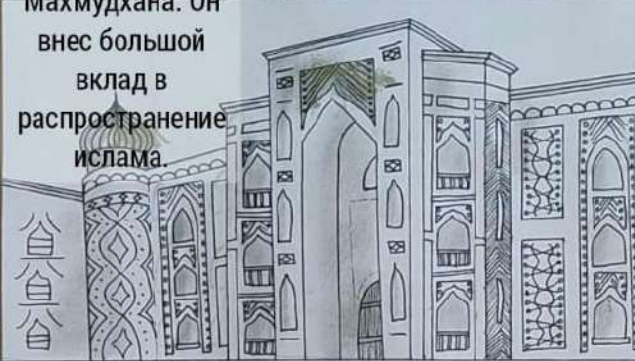 Махмудхана. Он
внес большой
вклад в
распространение
ислама.